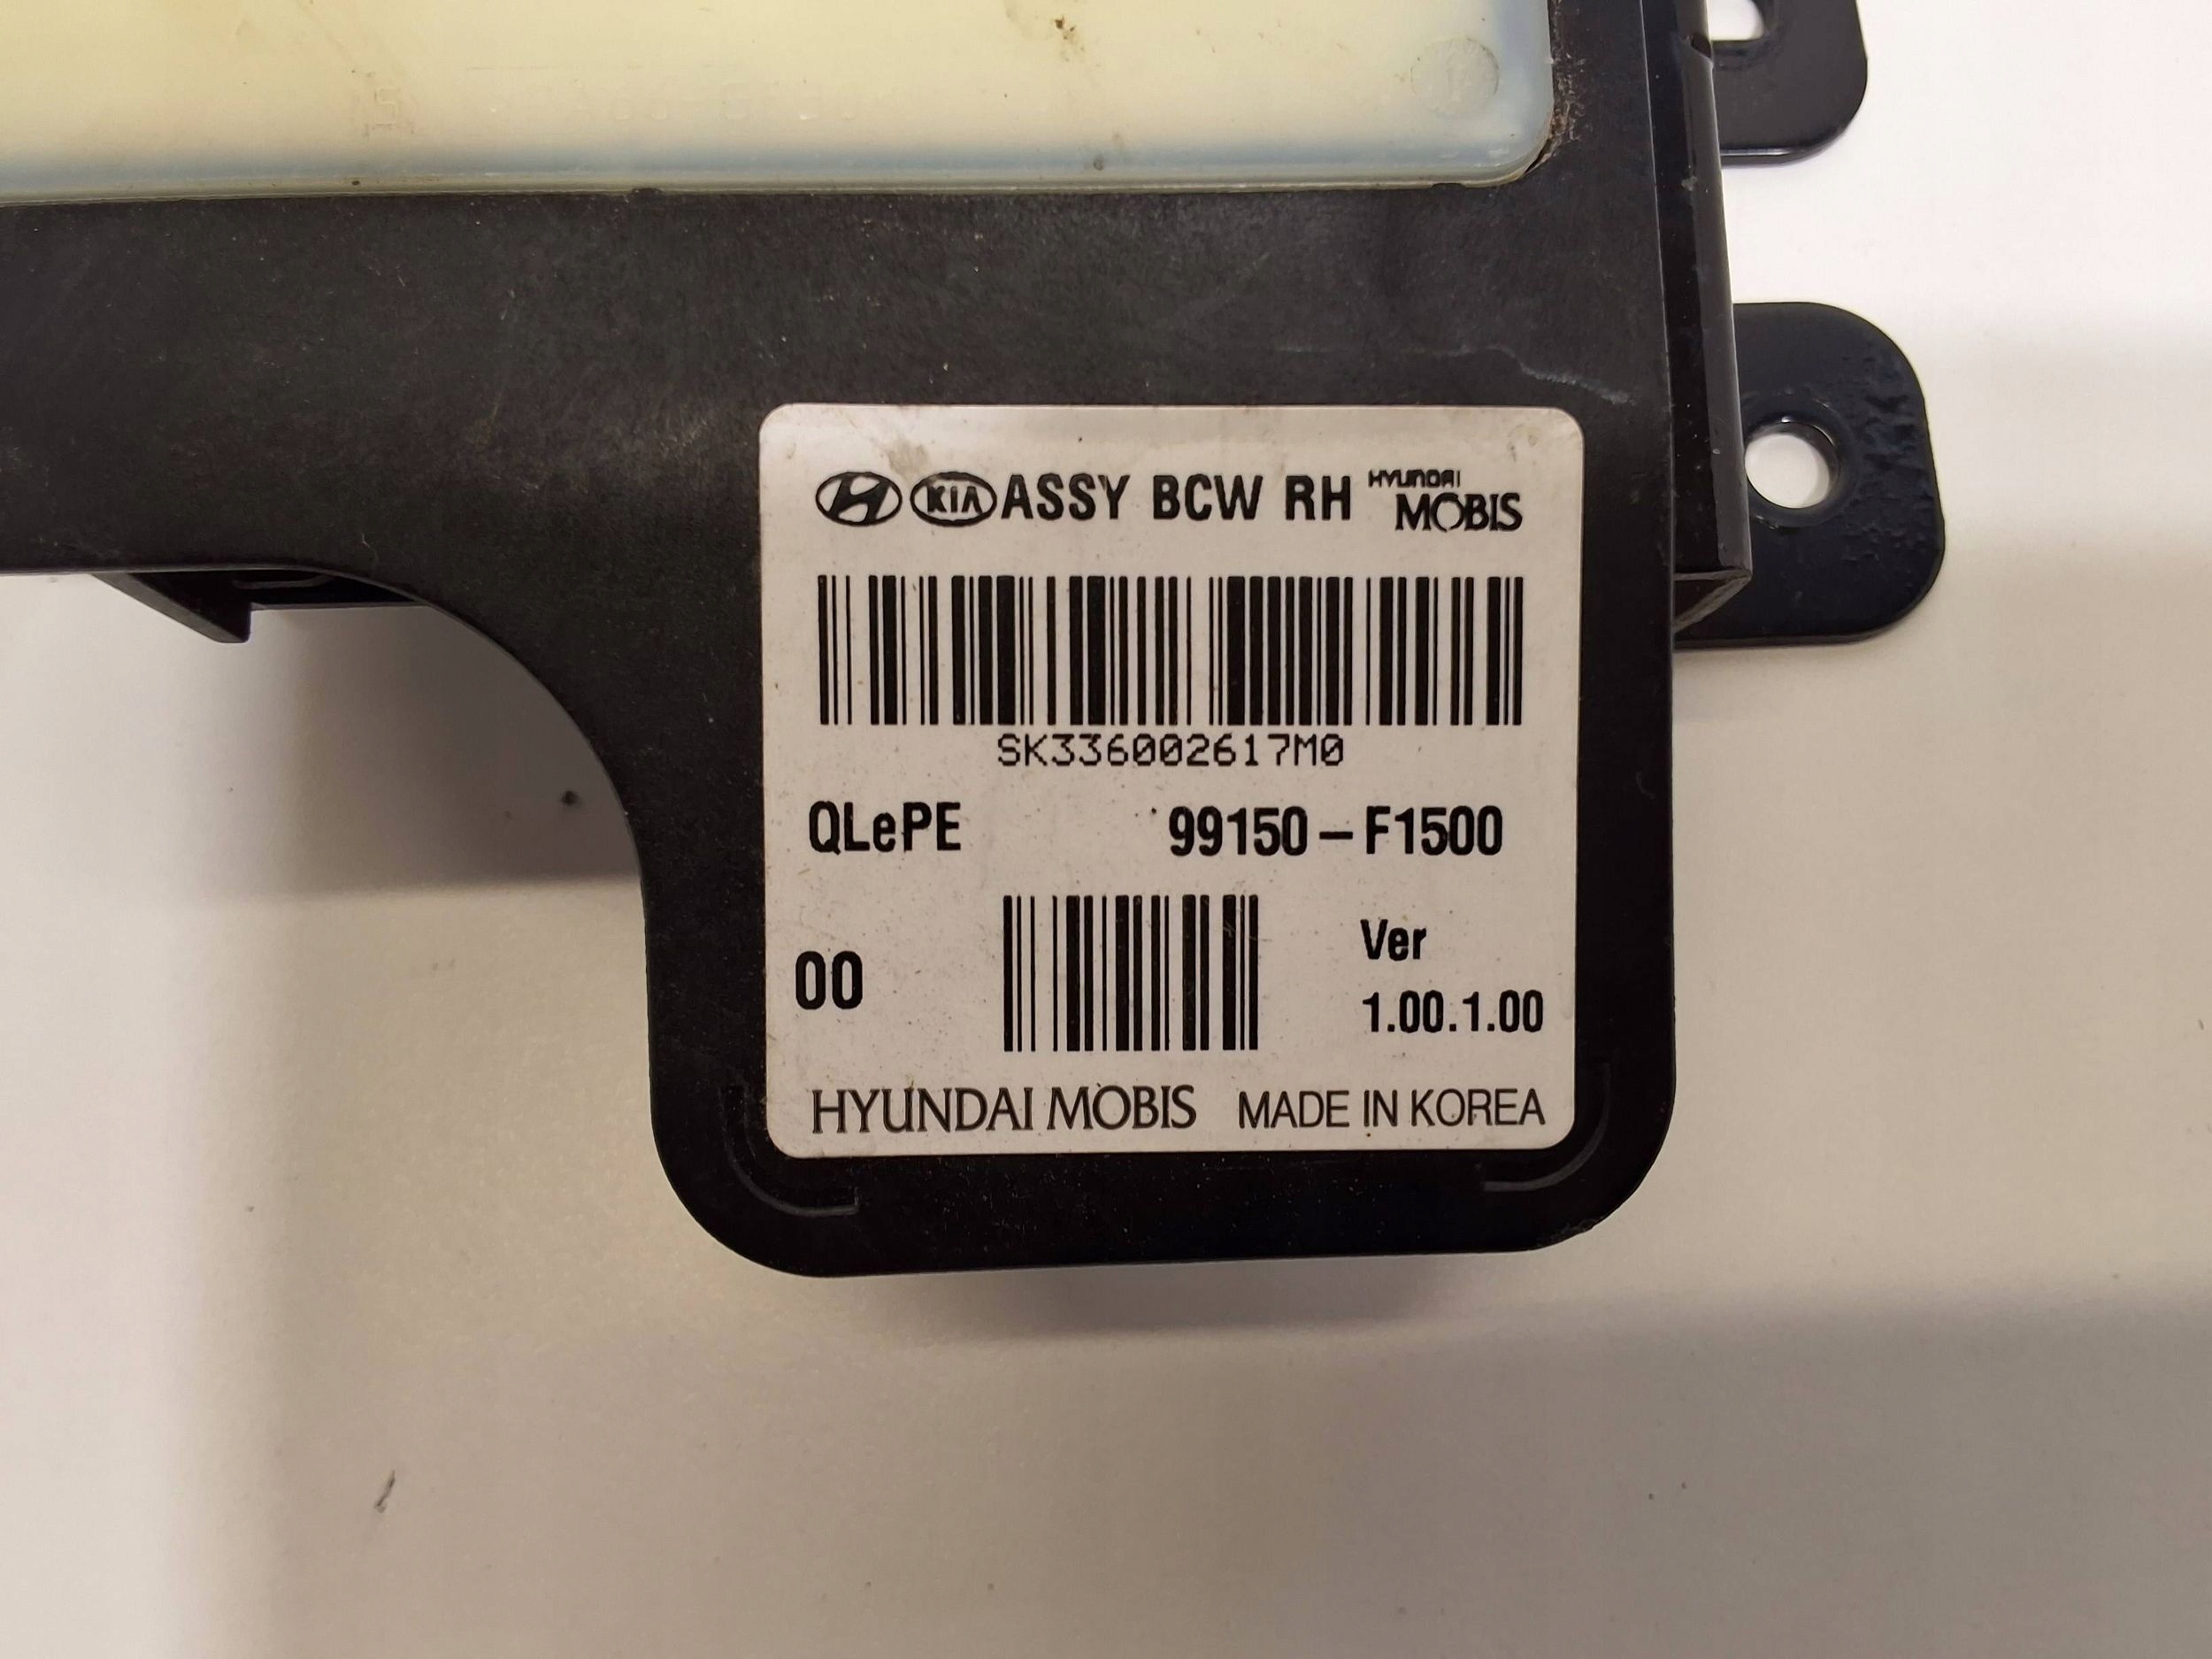 KIA ASSY BCW RH HYUNDAI MOBIS
SK336002617M0
QLePE 99150-F1500
00 Ver
1.00.1.00
HYUNDAI MOBIS MADE IN KOREA